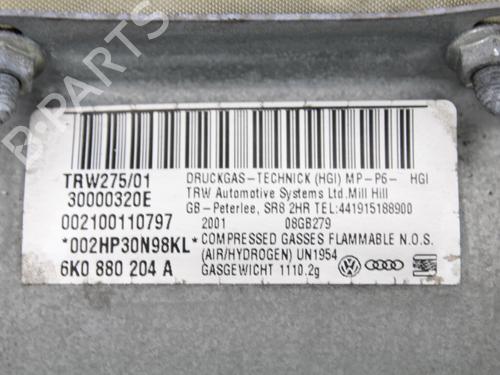 TRW275/01
30000320E
002100110797
*002HP30N98KL*
6K0 880 204 A
DRUCKGAS-TECHNICK (HGI) MP-P6- HGI
TRW Automotive Systems Ltd.Mill Hill
GB-Peterlee, SR8 2HR TEL:441915188900
2001 08GB279
COMPRESSED GASSES FLAMMABLE N.O.S.
(AIR/HYDROGEN) UN1954
GASGEWICHT 1110.2g
B-PARTS